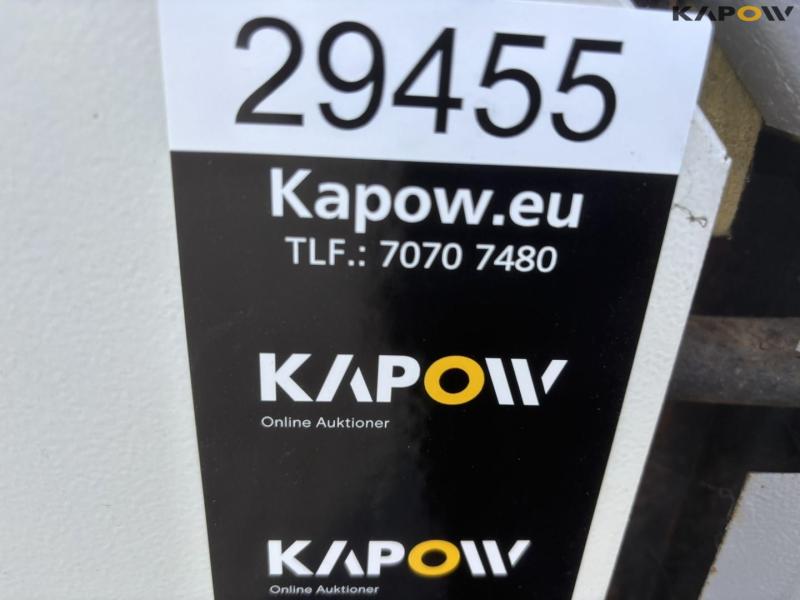 KAPOW
29455
Kapow.eu
TLF.: 7070 7480
KAPOW
Online Auktioner
KAPOW
Online Auktioner